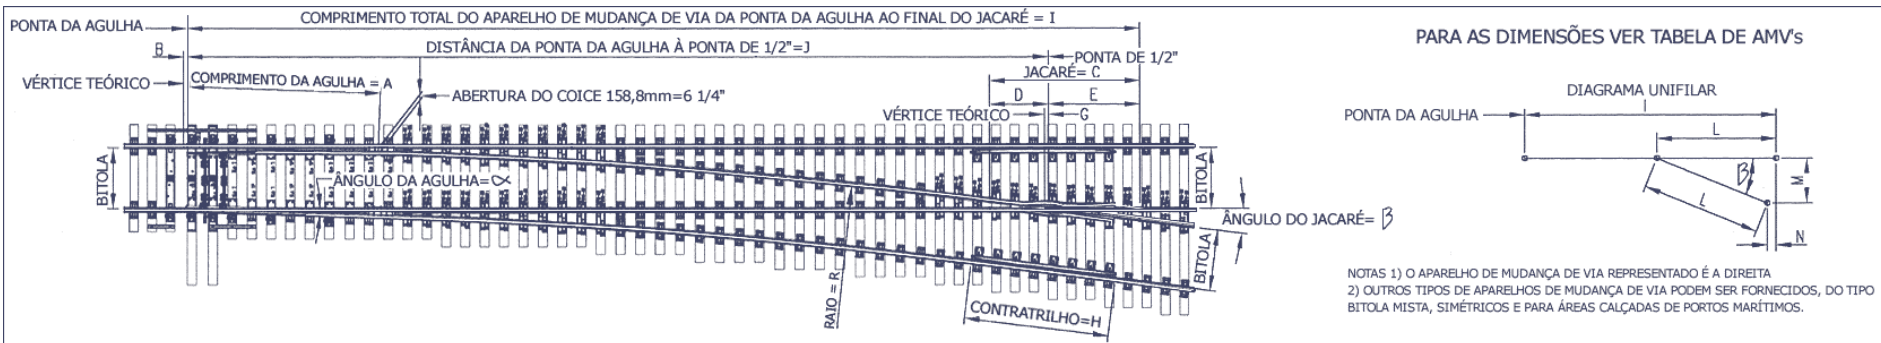 COMPRIMENTO TOTAL DO APARELHO DE MUDANÇA DE VIA DA PONTA DA AGULHA AO FINAL DO JACARÉ = I
PONTA DA AGULHA
B
DISTÂNCIA DA PONTA DA AGULHA À PONTA DE 1/2"=J
PONTA DE 1/2"
VÉRTICE TEÓRICO
COMPRIMENTO DA AGULHA = A
JACARÉ= C
ABERTURA DO COICE 158,8mm=6 1/4"
D
E
VÉRTICE TEÓRICO
G
BITOLA
ÂNGULO DA AGULHA=α
BITOLA
ÂNGULO DO JACARÉ= β
BITOLA
RAIO = R
CONTRATRILHO=H
PARA AS DIMENSÕES VER TABELA DE AMV's
DIAGRAMA UNIFILAR
PONTA DA AGULHA
L
β
M
L
N
NOTAS 1) O APARELHO DE MUDANÇA DE VIA REPRESENTADO É A DIREITA
2) OUTROS TIPOS DE APARELHOS DE MUDANÇA DE VIA PODEM SER FORNECIDOS, DO TIPO
BITOLA MISTA, SIMÉTRICOS E PARA ÁREAS CALÇADAS DE PORTOS MARÍTIMOS.